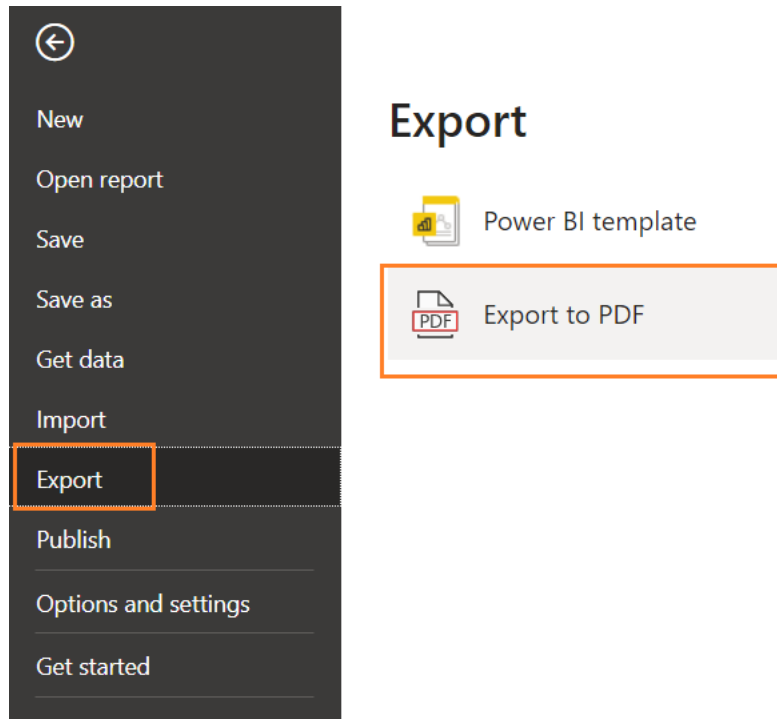 New
Open report
Save
Save as
Get data
Import
Export
Publish
Options and settings
Get started
Export
Power BI template
PDF
Export to PDF